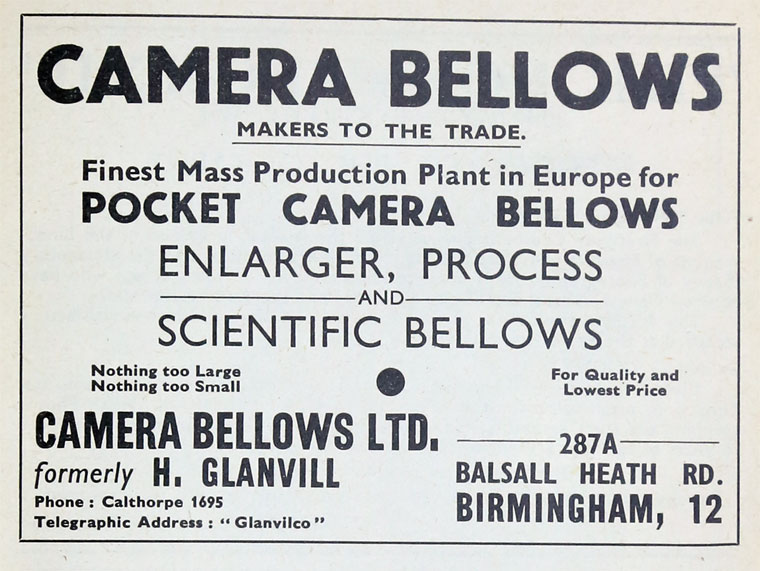 CAMERA BELLOWS
MAKERS TO THE TRADE.
Finest Mass Production Plant in Europe for
POCKET CAMERA BELLOWS
ENLARGER, PROCESS
AND
SCIENTIFIC BELLOWS
Nothing too Large
Nothing too Small
For Quality and
Lowest Price
CAMERA BELLOWS LTD.
formerly H. GLANVILL
Phone : Calthorpe 1695
Telegraphic Address : "Glanvilco"
287A
BALSALL HEATH RD.
BIRMINGHAM, 12